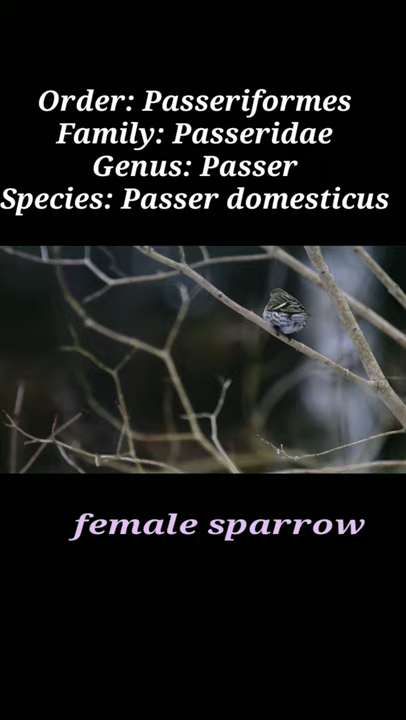 Order: Passeriformes
Family: Passeridae
Genus: Passer
Species: Passer domesticus
female sparrow